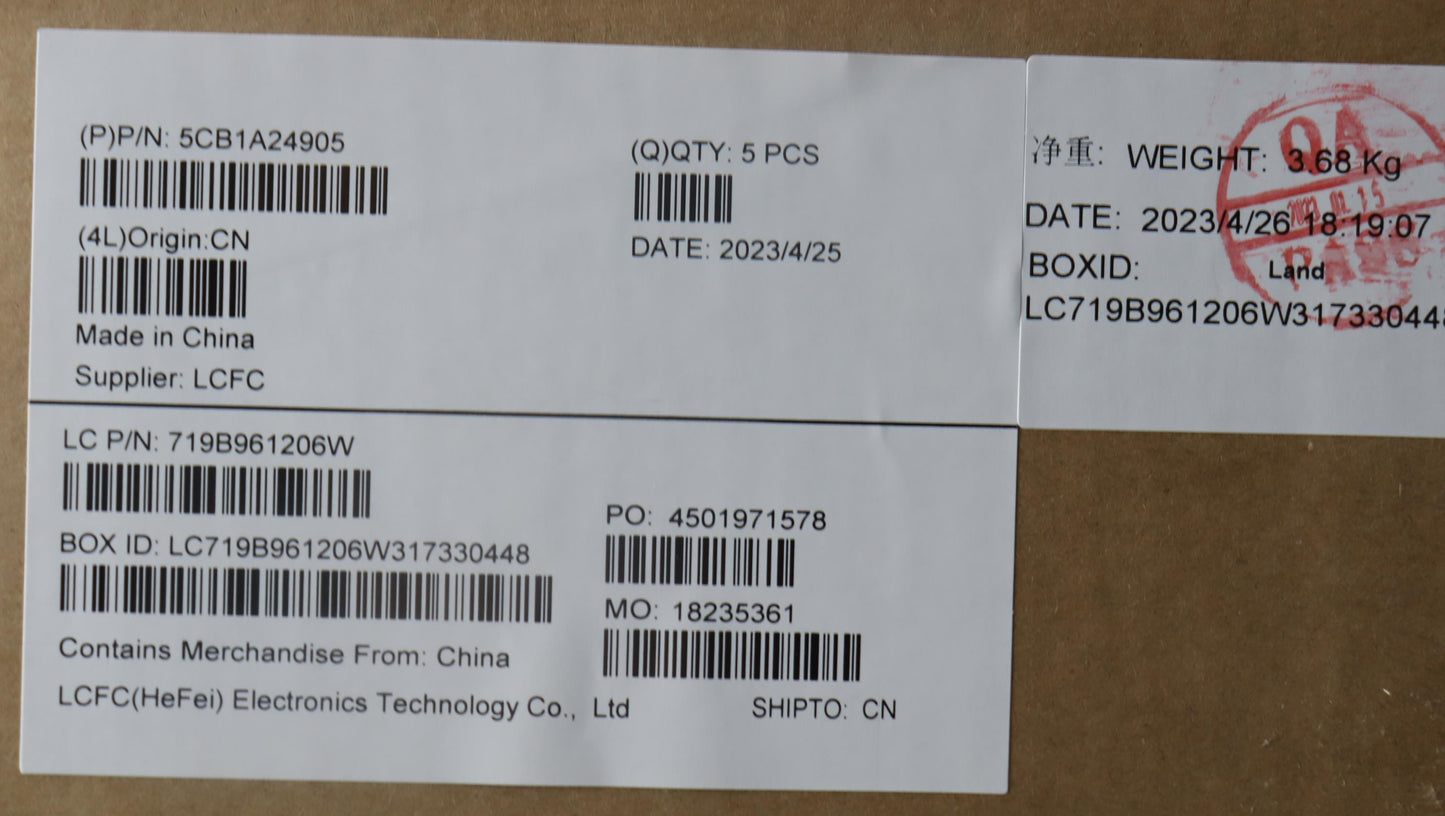 (P)P/N: 5CB1A24905
(Q)QTY: 5 PCS
(4L)Origin:CN
DATE: 2023/4/25
Made in China
Supplier: LCFC
LC P/N: 719B961206W
PO: 4501971578
BOX ID: LC719B961206W317330448
MO: 18235361
Contains Merchandise From: China
LCFC(HeFei) Electronics Technology Co., Ltd
SHIPTO: CN
净重: WEIGHT: 3.68 Kg
DATE: 2023/4/26 18:19:07
BOXID: Land
LC719B961206W317330448
QA